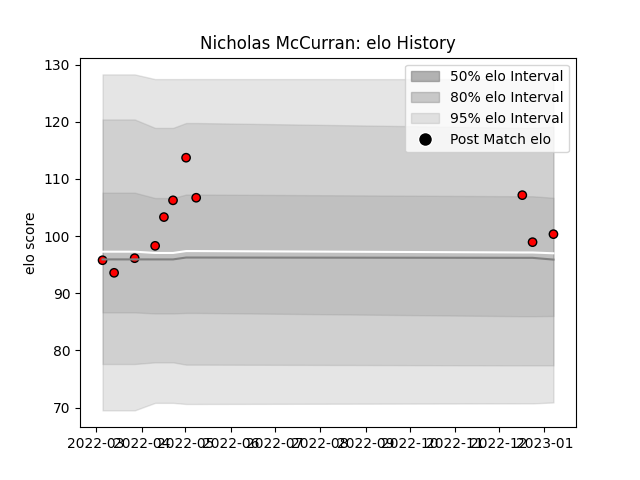 Nicholas McCurran: elo History
130
120
110
100
90
80
70
elo score
50% elo Interval
80% elo Interval
95% elo Interval
Post Match elo
2022-03 2022-04 2022-05 2022-06 2022-07 2022-08 2022-09 2022-10 2022-11 2022-12 2023-01